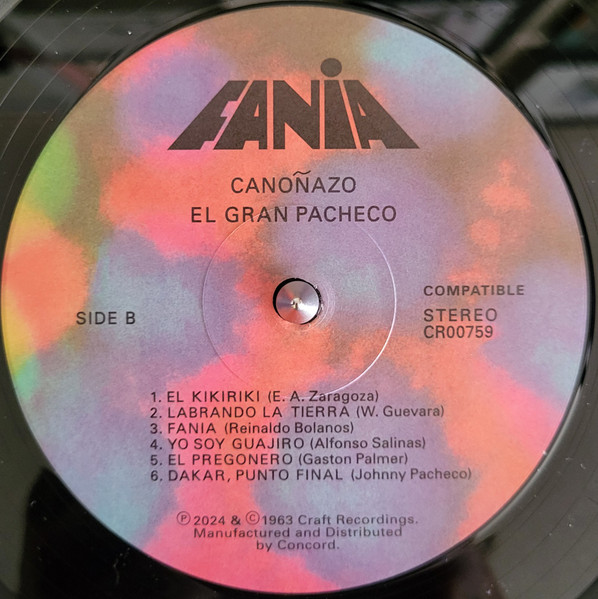 FANIA
CANOÑAZO
EL GRAN PACHECO
SIDE B
COMPATIBLE
STEREO
CR00759
1. EL KIKIRIKI (E. A. Zaragoza)
2. LABRANDO LA TIERRA (W. Guevara)
3. FANIA (Reinaldo Bolanos)
4. YO SOY GUAJIRO (Alfonso Salinas)
5. EL PREGONERO (Gaston Palmer)
6. DAKAR, PUNTO FINAL (Johnny Pacheco)
℗ 2024 & © 1963 Craft Recordings.
Manufactured and Distributed
by Concord.